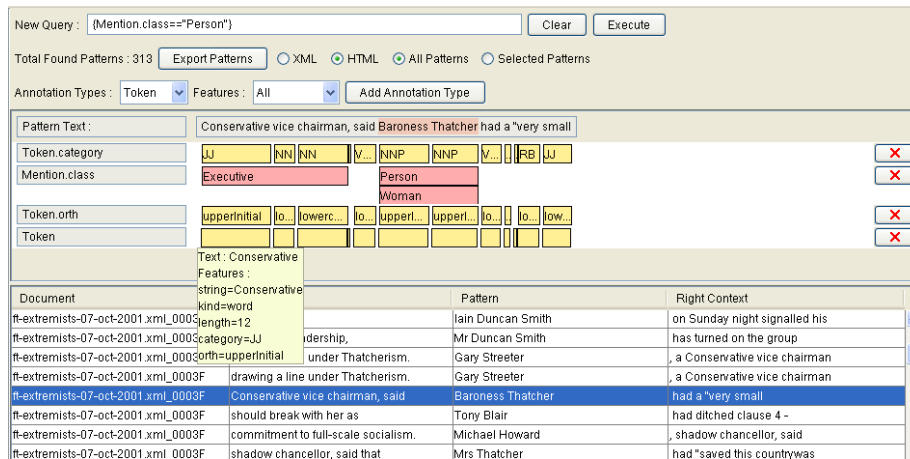 New Query : {Mention.class=="Person"} Clear Execute
Total Found Patterns : 313 Export Patterns XML HTML All Patterns Selected Patterns
Annotation Types : Token Features : All Add Annotation Type
Pattern Text : Conservative vice chairman, said Baroness Thatcher had a "very small
Token.category JJ NN NN V... NNP NNP V... RB JJ
Mention.class Executive Person
Woman
Token.orth upperInitial lo... lowerc... lo... upperI... upperI... lo... lo... low...
Token
Text : Conservative
Features :
string=Conservative
kind=word
length=12
category=JJ
orth=upperInitial
Document Pattern Right Context
ft-extremists-07-oct-2001.xml_0003F Iain Duncan Smith on Sunday night signalled his
ft-extremists-07-oct-2001.xml_0003 dership, Mr Duncan Smith has turned on the group
ft-extremists-07-oct-2001.xml_0003 under Thatcherism. Gary Streeter , a Conservative vice chairman
ft-extremists-07-oct-2001.xml_0003F drawing a line under Thatcherism. Gary Streeter , a Conservative vice chairman
ft-extremists-07-oct-2001.xml_0003F Conservative vice chairman, said Baroness Thatcher had a "very small
ft-extremists-07-oct-2001.xml_0003F should break with her as Tony Blair had ditched clause 4 -
ft-extremists-07-oct-2001.xml_0003F commitment to full-scale socialism. Michael Howard , shadow chancellor, said
ft-extremists-07-oct-2001.xml_0003F shadow chancellor, said that Mrs Thatcher had "saved this countrywas